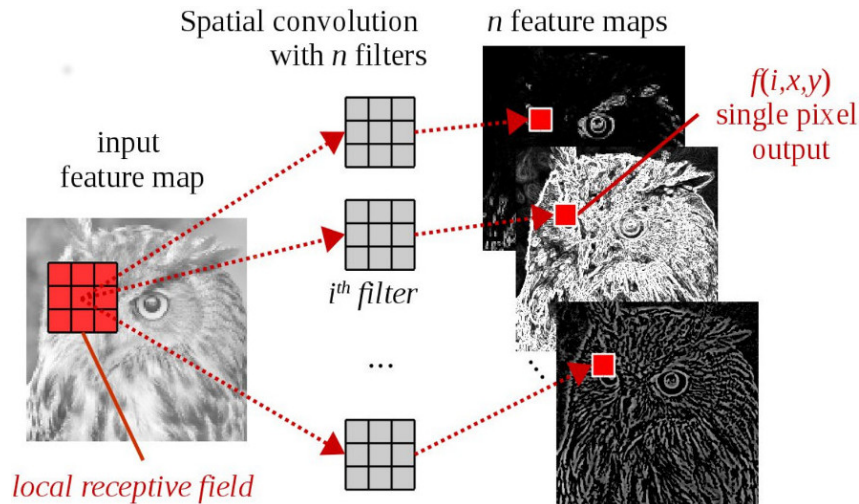 Spatial convolution
with n filters
n feature maps
f(i,x,y)
single pixel
output
input
feature map
ith filter
...
local receptive field